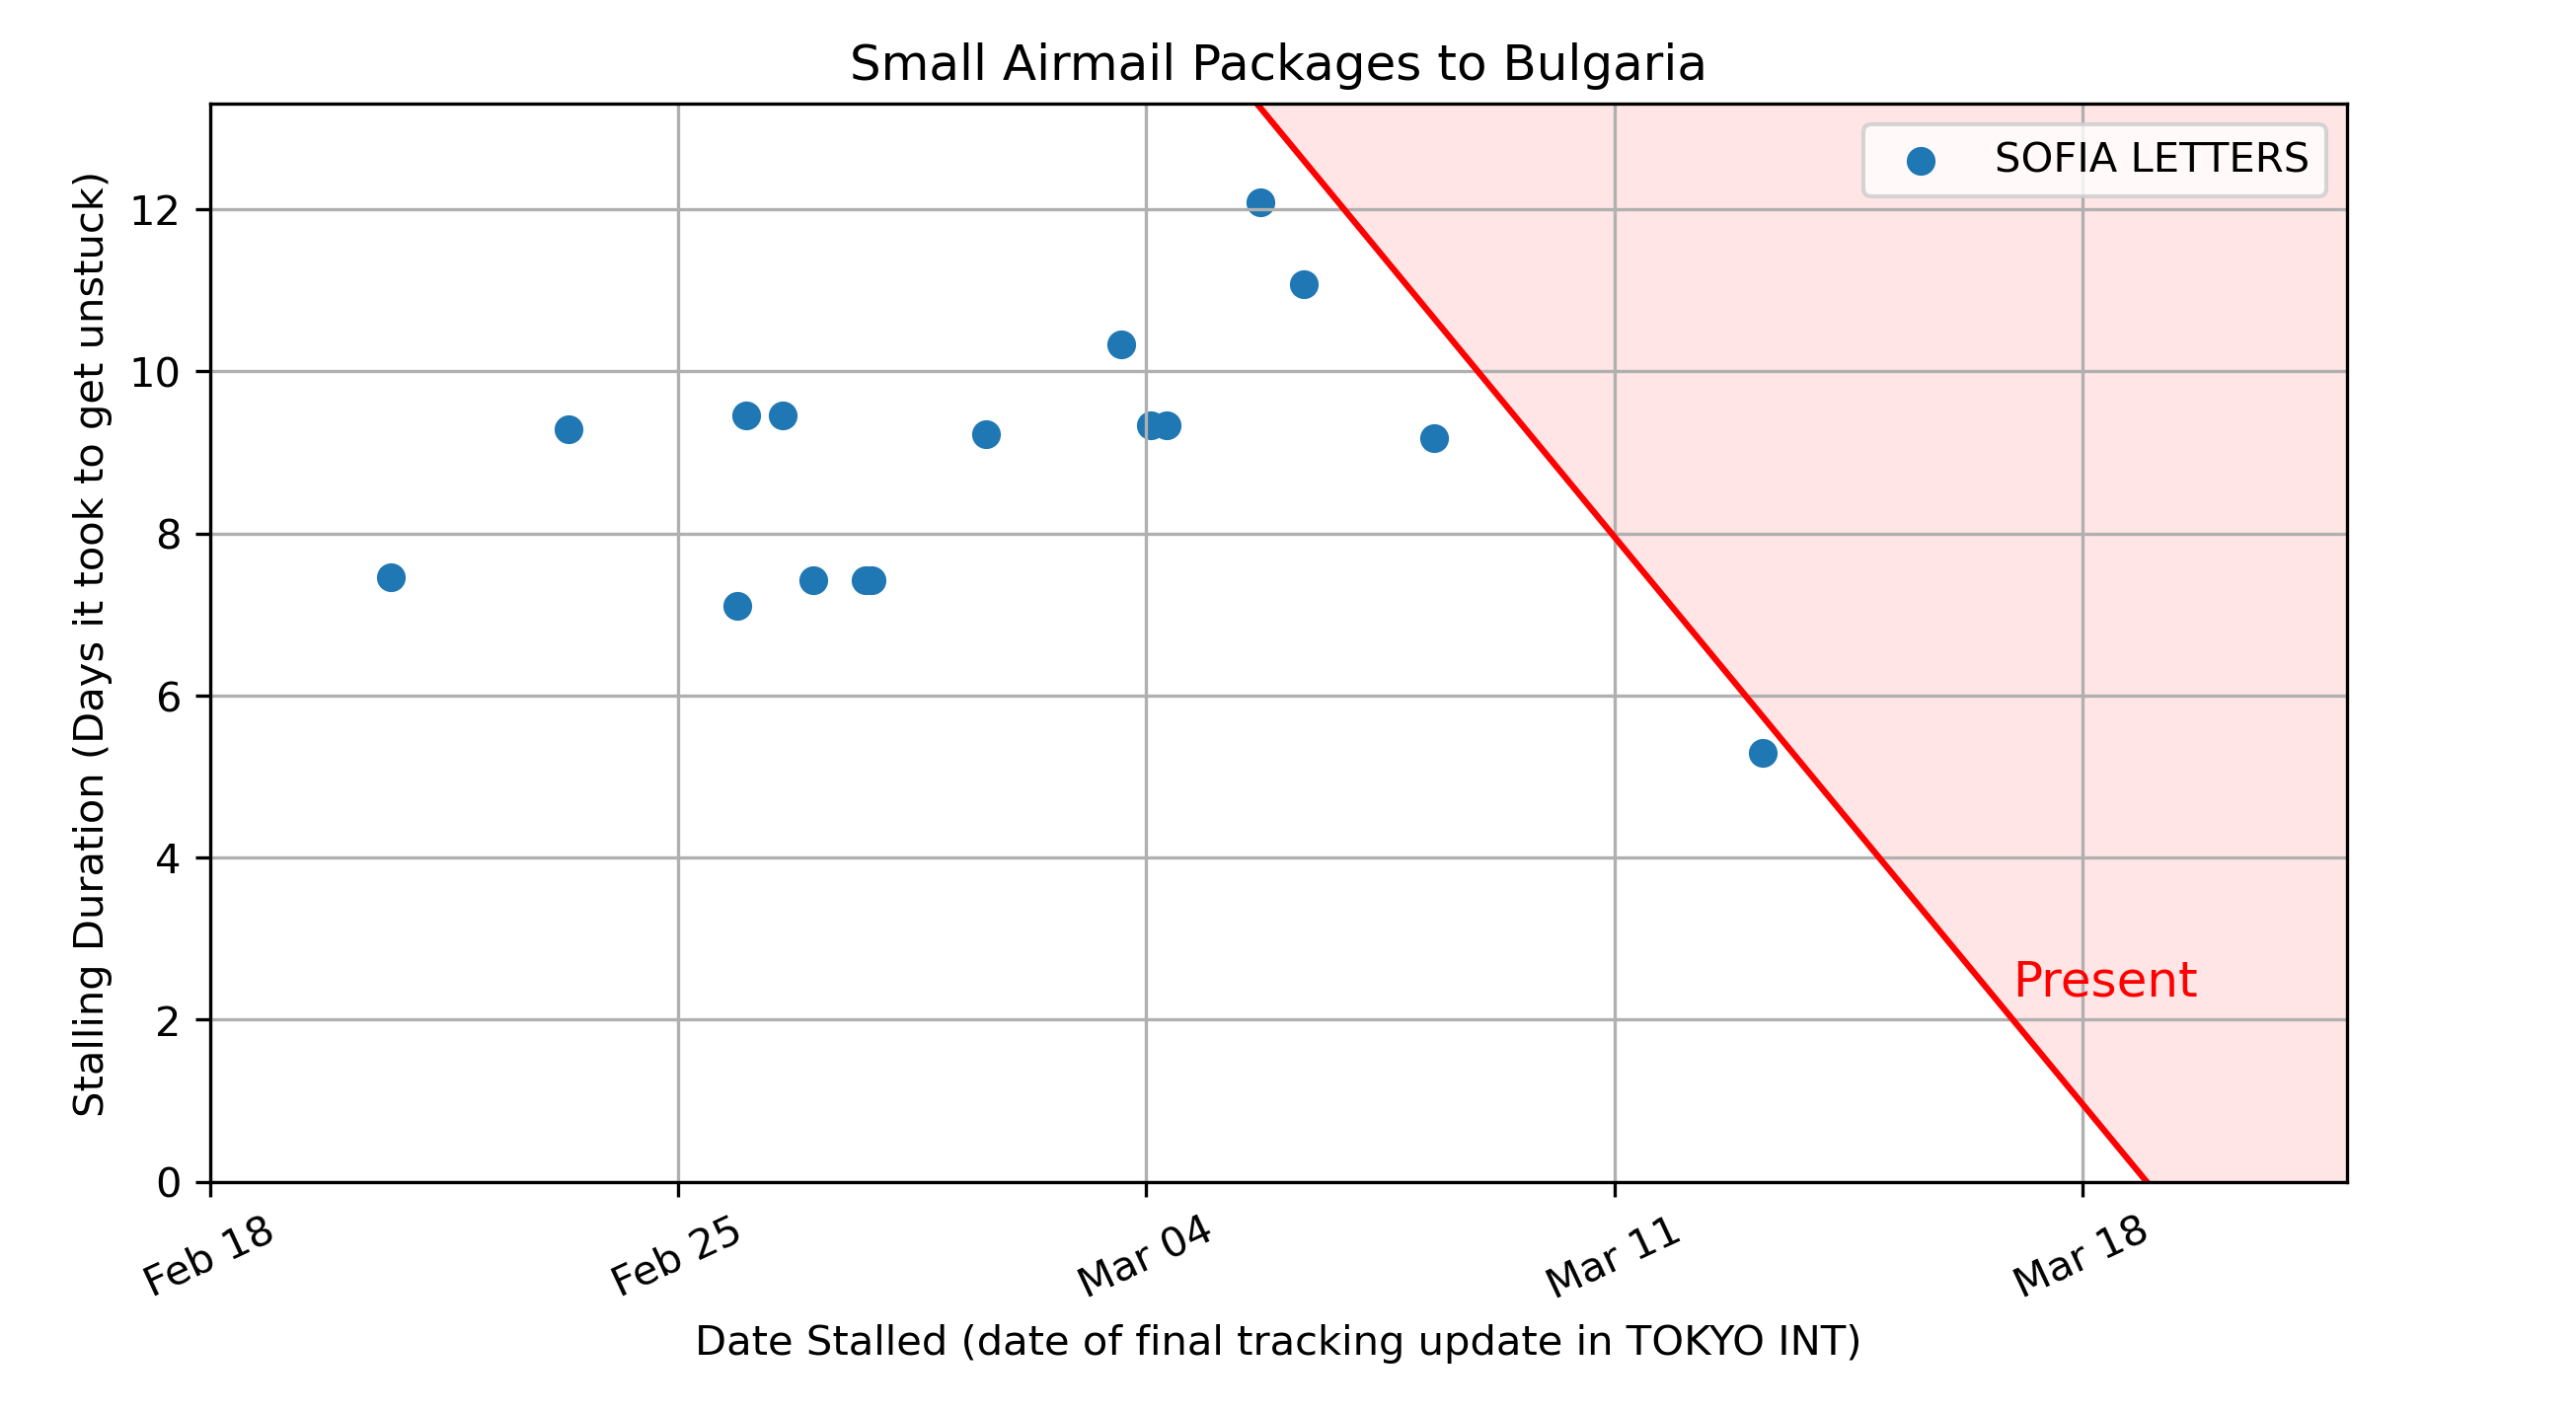 Small Airmail Packages to Bulgaria
SOFIA LETTERS
Stalling Duration (Days it took to get unstuck)
12
10
8
6
4
2
0
Present
Feb 18
Feb 25
Mar 04
Mar 11
Mar 18
Date Stalled (date of final tracking update in TOKYO INT)